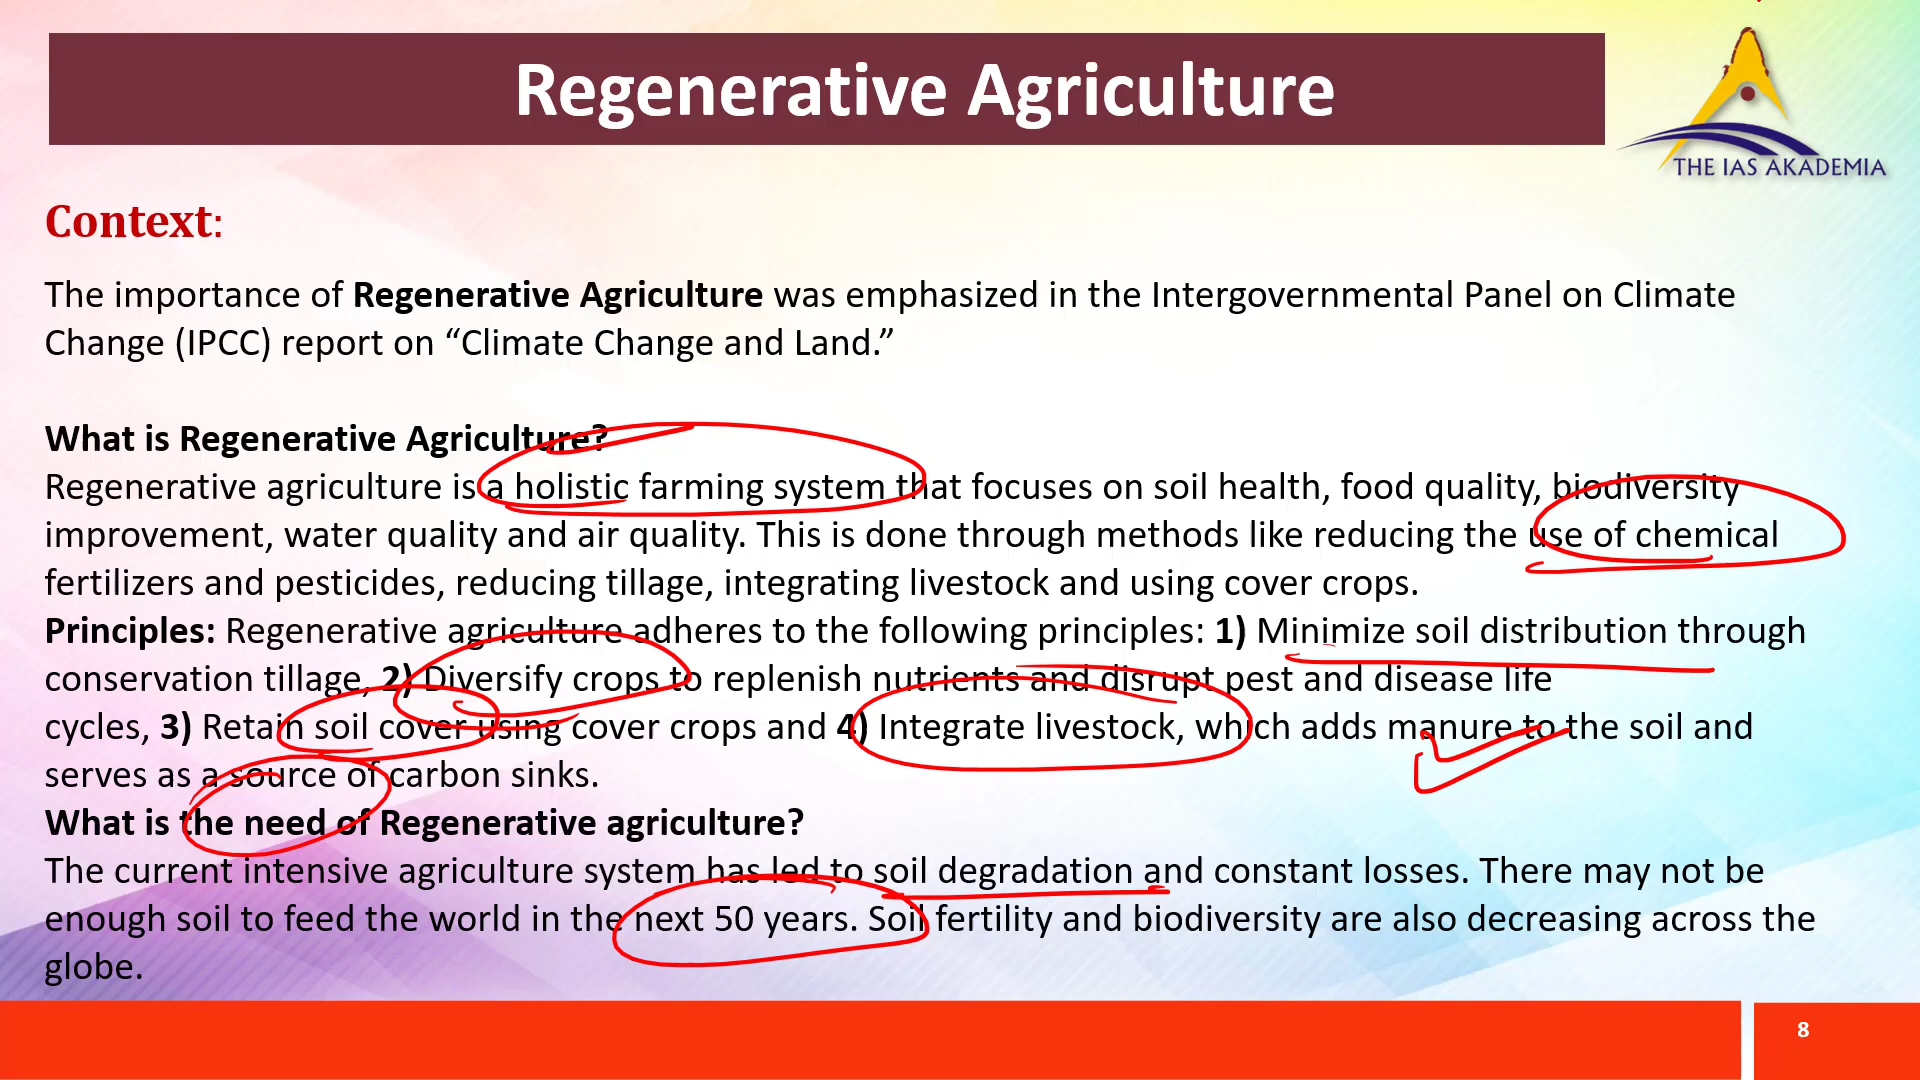 Regenerative Agriculture
THE IAS AKADEMIA
Context:
The importance of Regenerative Agriculture was emphasized in the Intergovernmental Panel on Climate
Change (IPCC) report on “Climate Change and Land.”
What is Regenerative Agriculture?
Regenerative agriculture is a holistic farming system that focuses on soil health, food quality, biodiversity
improvement, water quality and air quality. This is done through methods like reducing the use of chemical
fertilizers and pesticides, reducing tillage, integrating livestock and using cover crops.
Principles: Regenerative agriculture adheres to the following principles: 1) Minimize soil distribution through
conservation tillage, 2) Diversify crops to replenish nutrients and disrupt pest and disease life
cycles, 3) Retain soil cover using cover crops and 4) Integrate livestock, which adds manure to the soil and
serves as a source of carbon sinks.
What is the need of Regenerative agriculture?
The current intensive agriculture system has led to soil degradation and constant losses. There may not be
enough soil to feed the world in the next 50 years. Soil fertility and biodiversity are also decreasing across the
globe.
8